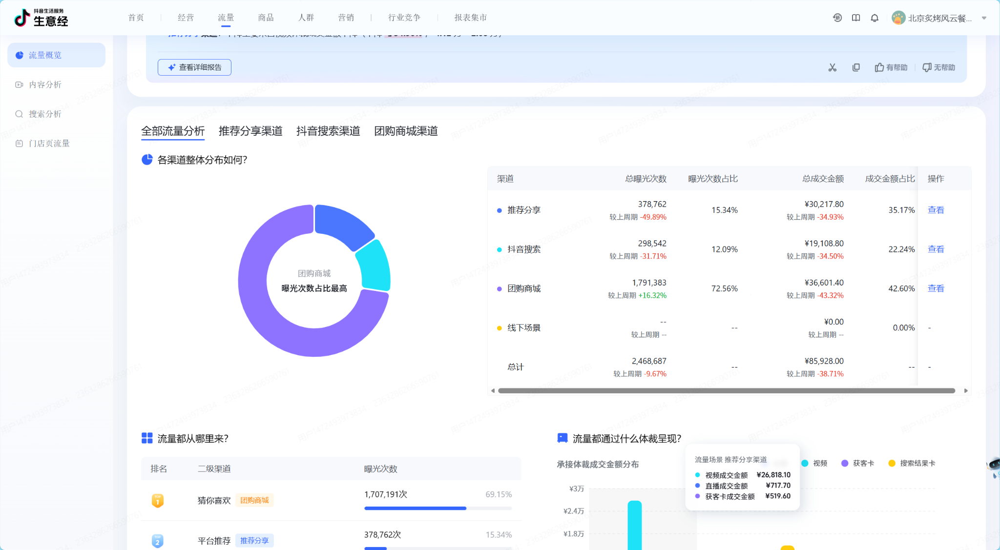 抖音生活服务
生意经
首页
经营
流量
商品
人群
营销
行业竞争
报表集市
北京炙烤风云餐...
流量概览
内容分析
搜索分析
门店页流量
查看详细报告
有帮助
无帮助
全部流量分析
推荐分享渠道
抖音搜索渠道
团购商城渠道
各渠道整体分布如何?
团购商城
曝光次数占比最高
渠道 总曝光次数 曝光次数占比 总成交金额 成交金额占比 操作
推荐分享 378,762 较上周期 -49.89% 15.34% ¥30,217.80 较上周期 -34.93% 35.17% 查看
抖音搜索 298,542 较上周期 -31.71% 12.09% ¥19,108.80 较上周期 -34.50% 22.24% 查看
团购商城 1,791,383 较上周期 +16.32% 72.56% ¥36,601.40 较上周期 -43.32% 42.60% 查看
线下场景 -- 较上周期 -- -- ¥0.00 较上周期 -- 0.00% -
总计 2,468,687 较上周期 -9.67% -- ¥85,928.00 较上周期 -38.71% -- -
流量都从哪里来?
排名 二级渠道 曝光次数
TOP 1 猜你喜欢 团购商城 1,707,191次 69.15%
TOP 2 平台推荐 推荐分享 378,762次 15.34%
流量都通过什么体裁呈现?
承接体裁成交金额分布
视频 获客卡 搜索结果卡
流量场景 推荐分享渠道
视频成交金额 ¥26,818.10
直播成交金额 ¥717.70
获客卡成交金额 ¥519.60
¥3万
¥2.4万
¥1.8万
用户1472493973834 · 2363286266590761